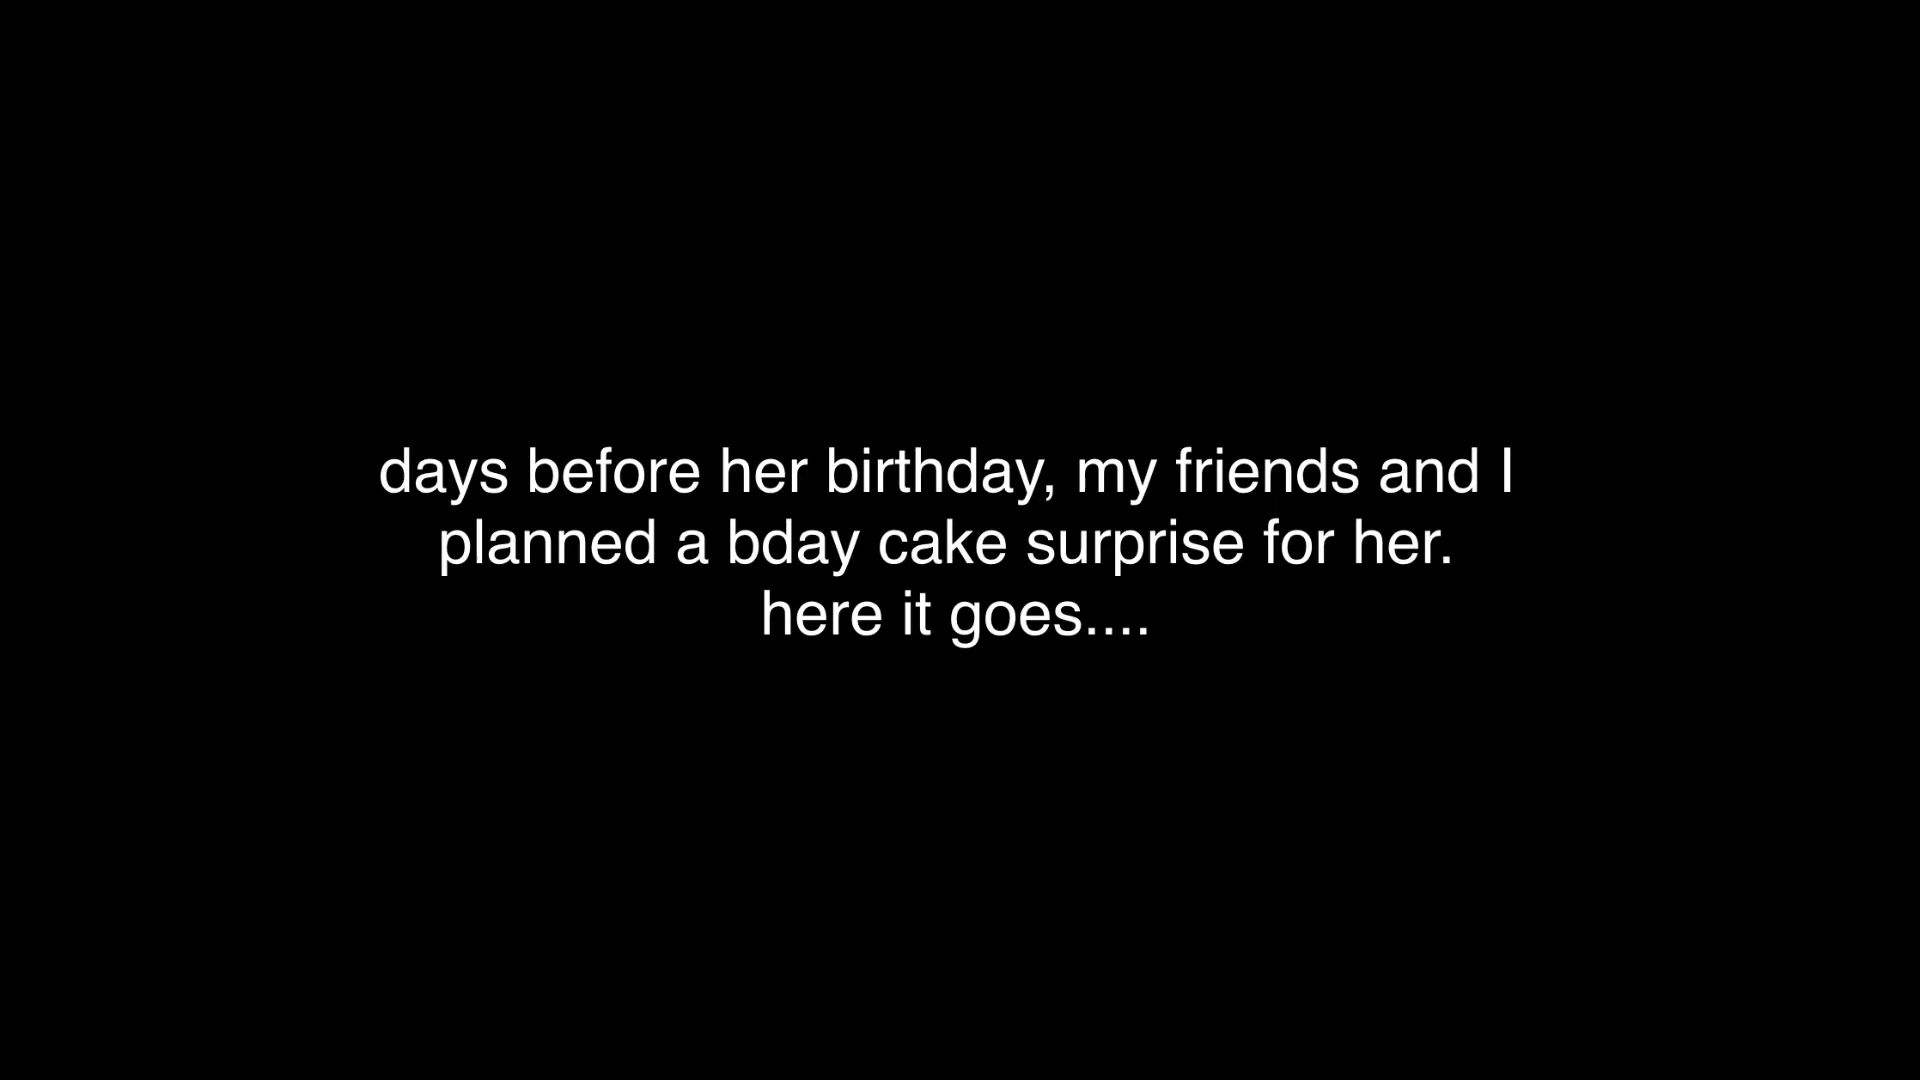 days before her birthday, my friends and I
planned a bday cake surprise for her.
here it goes....